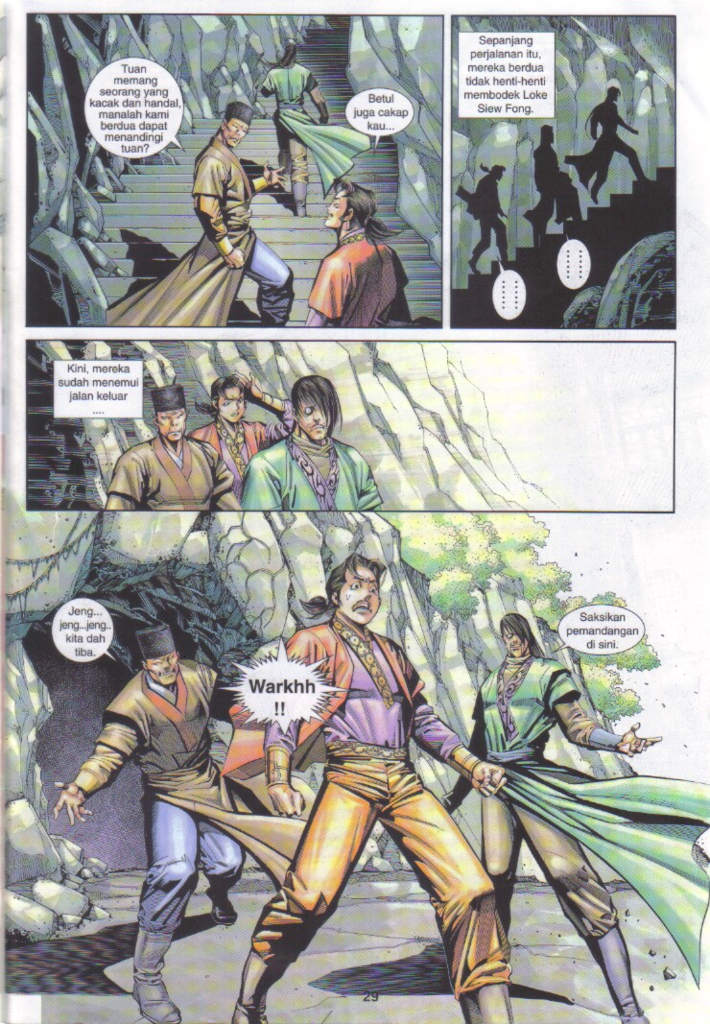 Tuan
memang
seorang yang
kacak dan handal,
manalah kami
berdua dapat
menandingi
tuan?
Betul
juga cakap
kau...
Sepanjang
perjalanan itu,
mereka berdua
tidak henti-henti
membodek Loke
Siew Fong.
Kini, mereka
sudah menemui
jalan keluar
....
Jeng...
jeng..jeng..
kita dah
tiba.
Warkhh
!!
Saksikan
pemandangan
di sini.
29